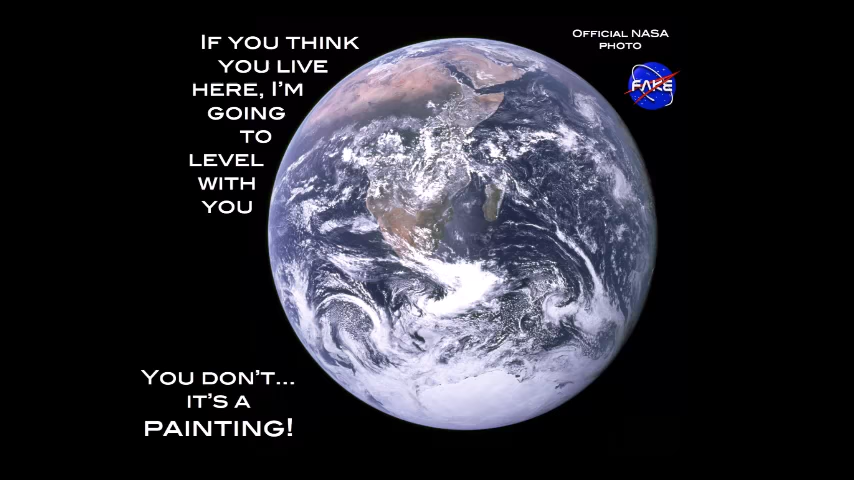 If you think
you live
here, I'm
going
to
level
with
you
Official NASA
photo
FAKE
You don't...
it's a
painting!